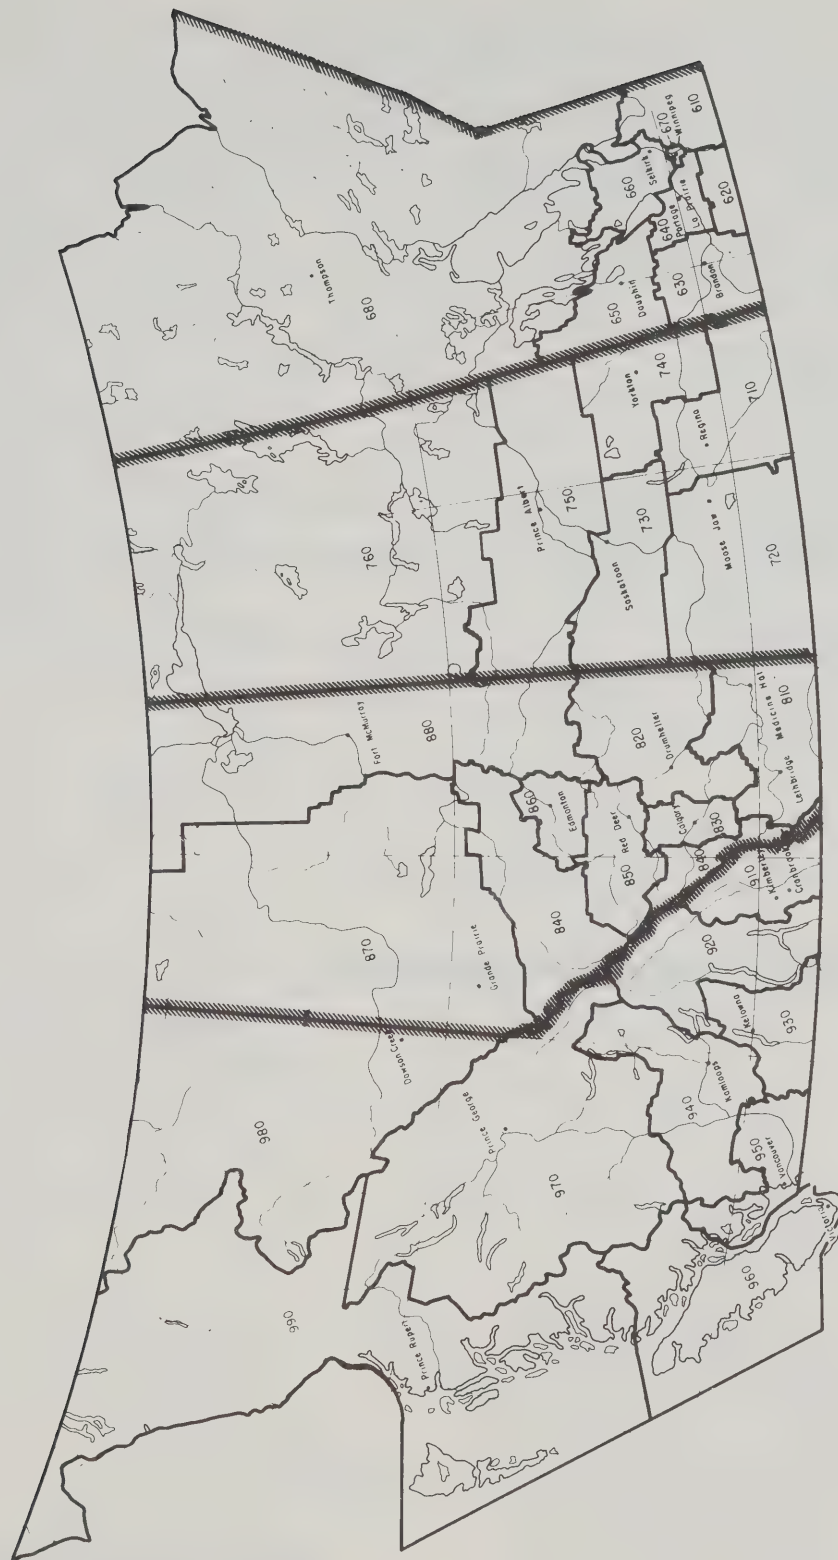 990
980
970
960
950
940
930
920
910
Prince Rupert
Prince George
Dawson Creek
Kamloops
Kelowna
Vancouver
Victoria
Kimberley
Cranbrook
870
Grande Prairie
840
840
850
Red Deer
860
Edmonton
830
Calgary
880
Fort McMurray
820
Drumheller
810
Lethbridge
Medicine Hat
760
750
Prince Albert
730
Saskatoon
720
Moose Jaw
740
Yorkton
710
Regina
680
Thompson
650
Dauphin
630
Brandon
640
Portage
La Prairie
620
660
Selkirk
670
Winnipeg
610